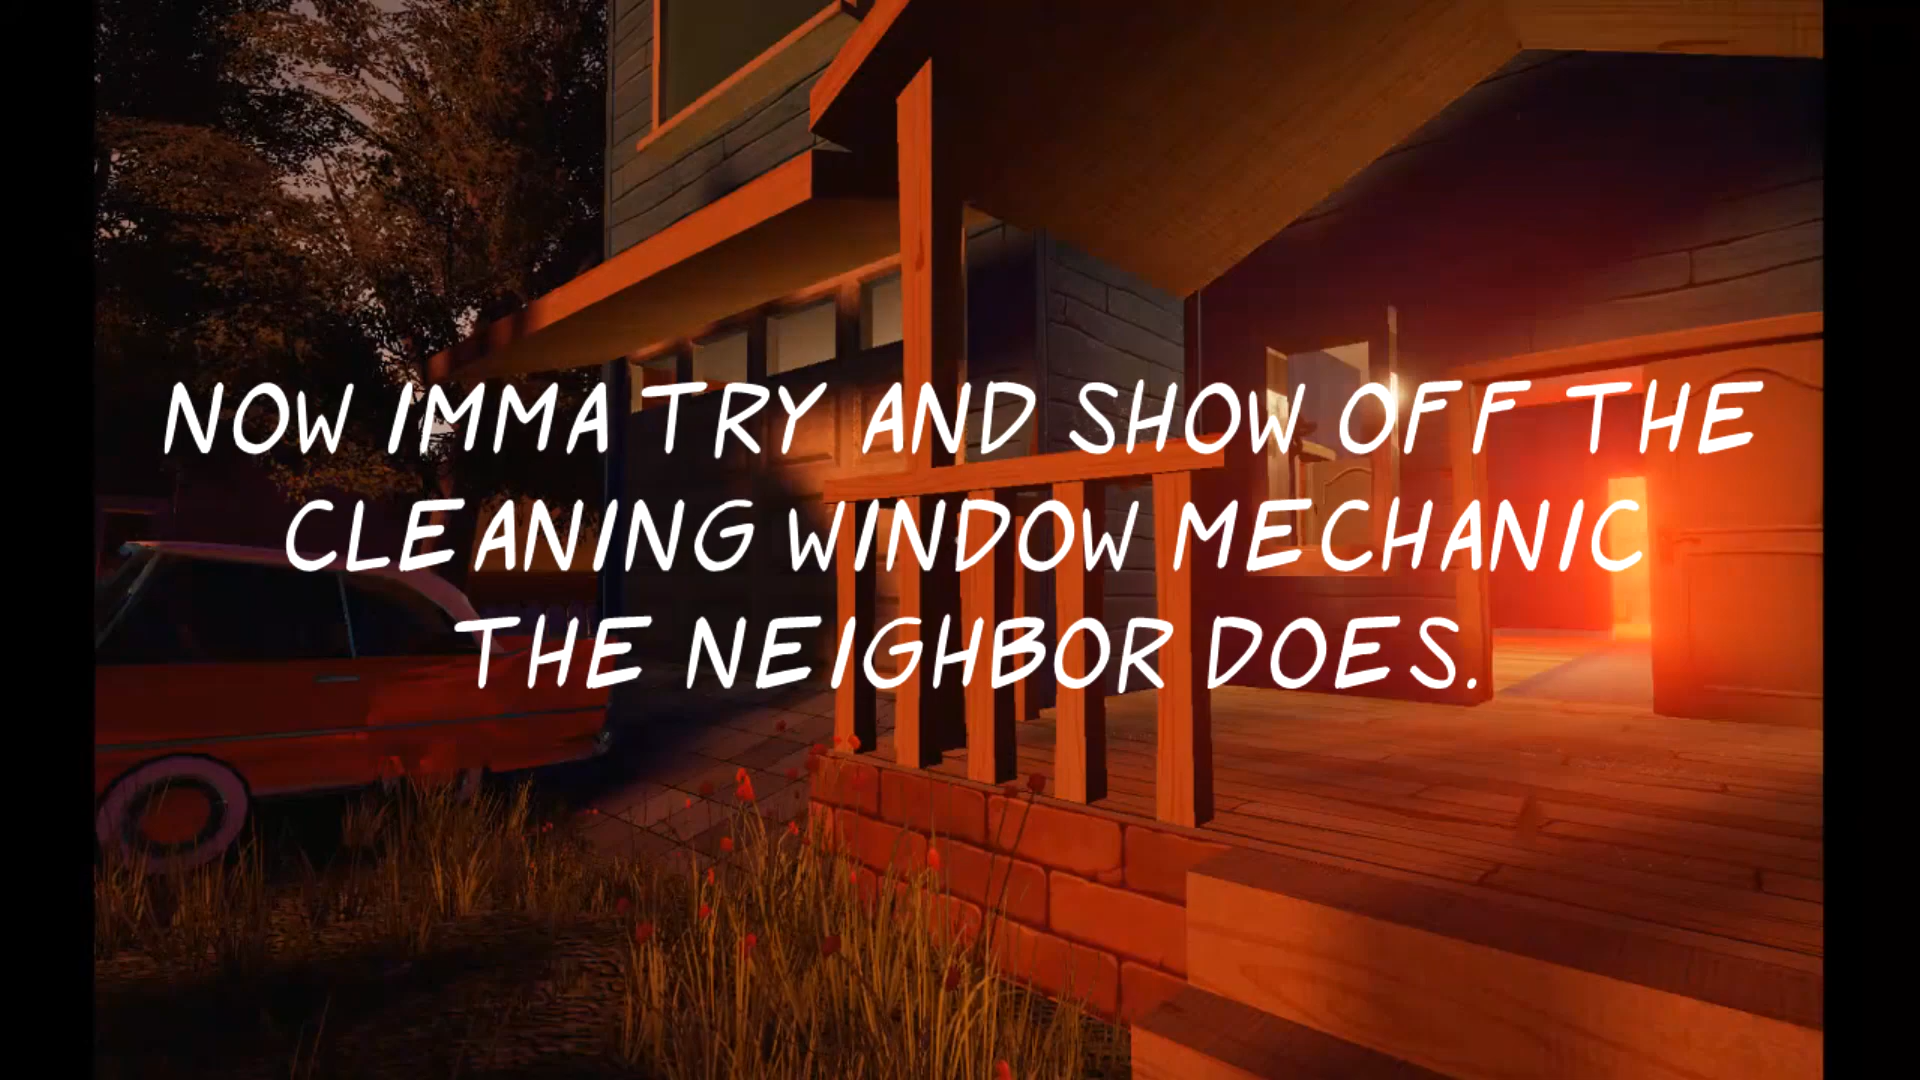 NOW IMMA TRY AND SHOW OFF THE
CLEANING WINDOW MECHANIC
THE NEIGHBOR DOES.